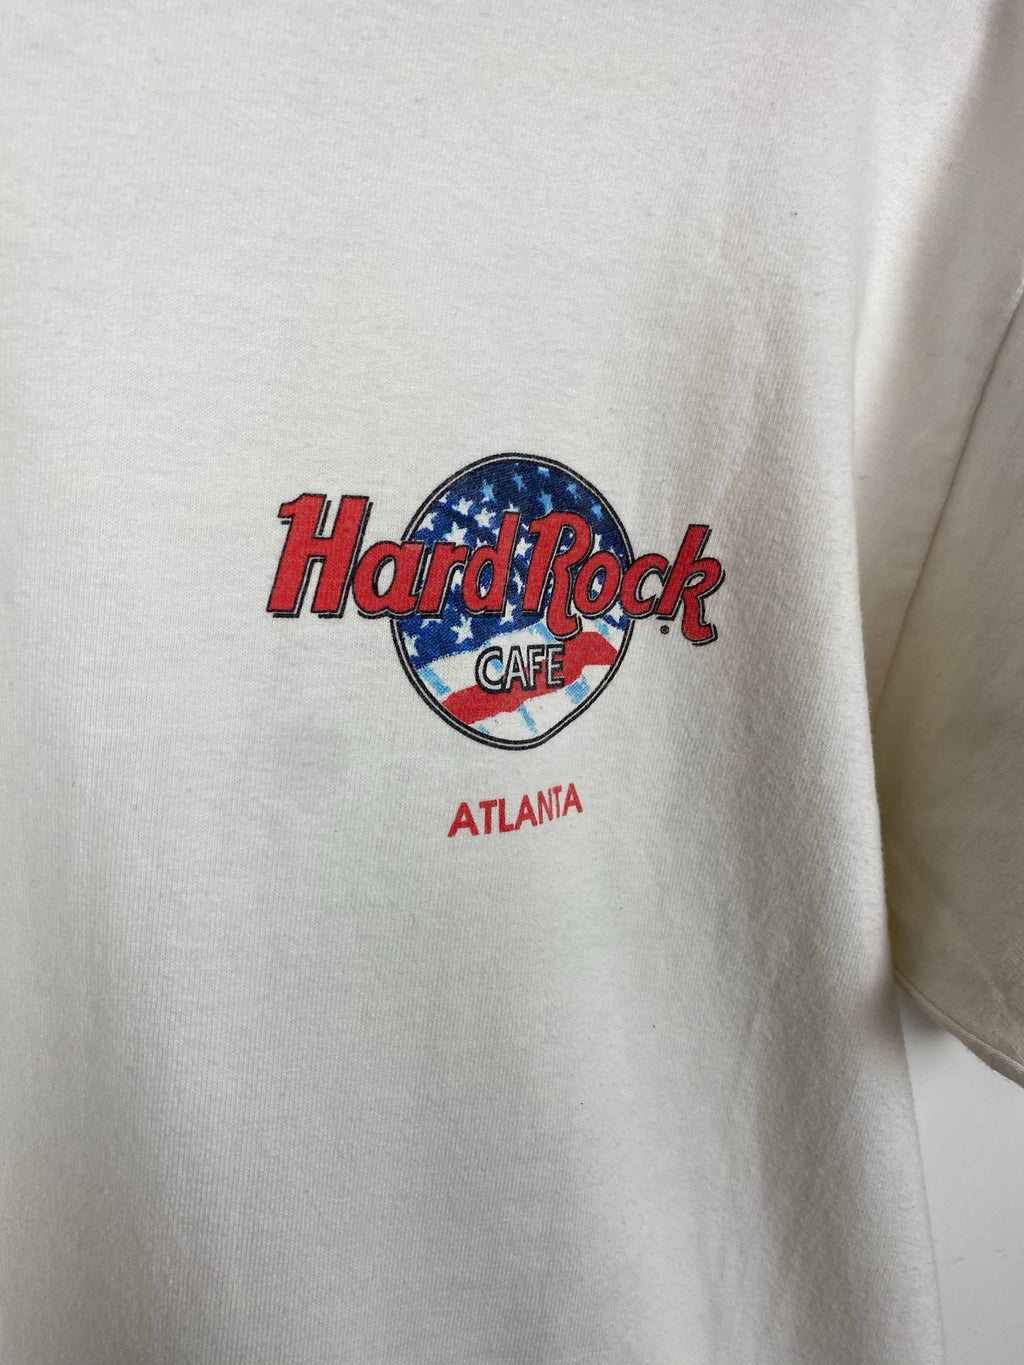 Hard Rock
®
CAFE
ATLANTA